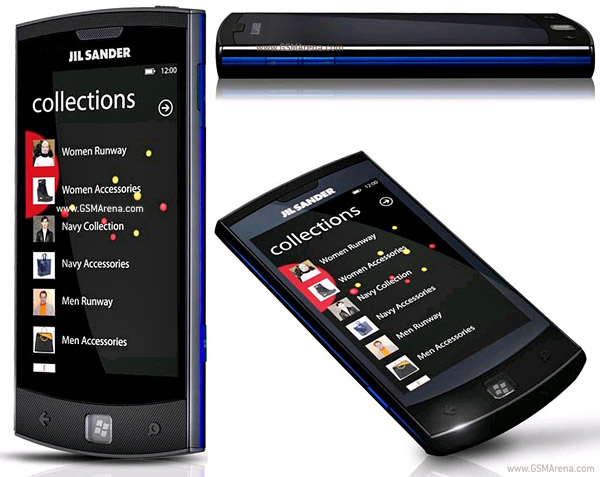 JIL SANDER
12:00
collections
Women Runway
Women Accessories
www.GSMArena.com
Navy Collection
Navy Accessories
Men Runway
Men Accessories
www.GSMArena.com
JIL SANDER
12:00
collections
Women Runway
Women Accessories
Navy Collection
Navy Accessories
Men Runway
Men Accessories
www.GSMArena.com